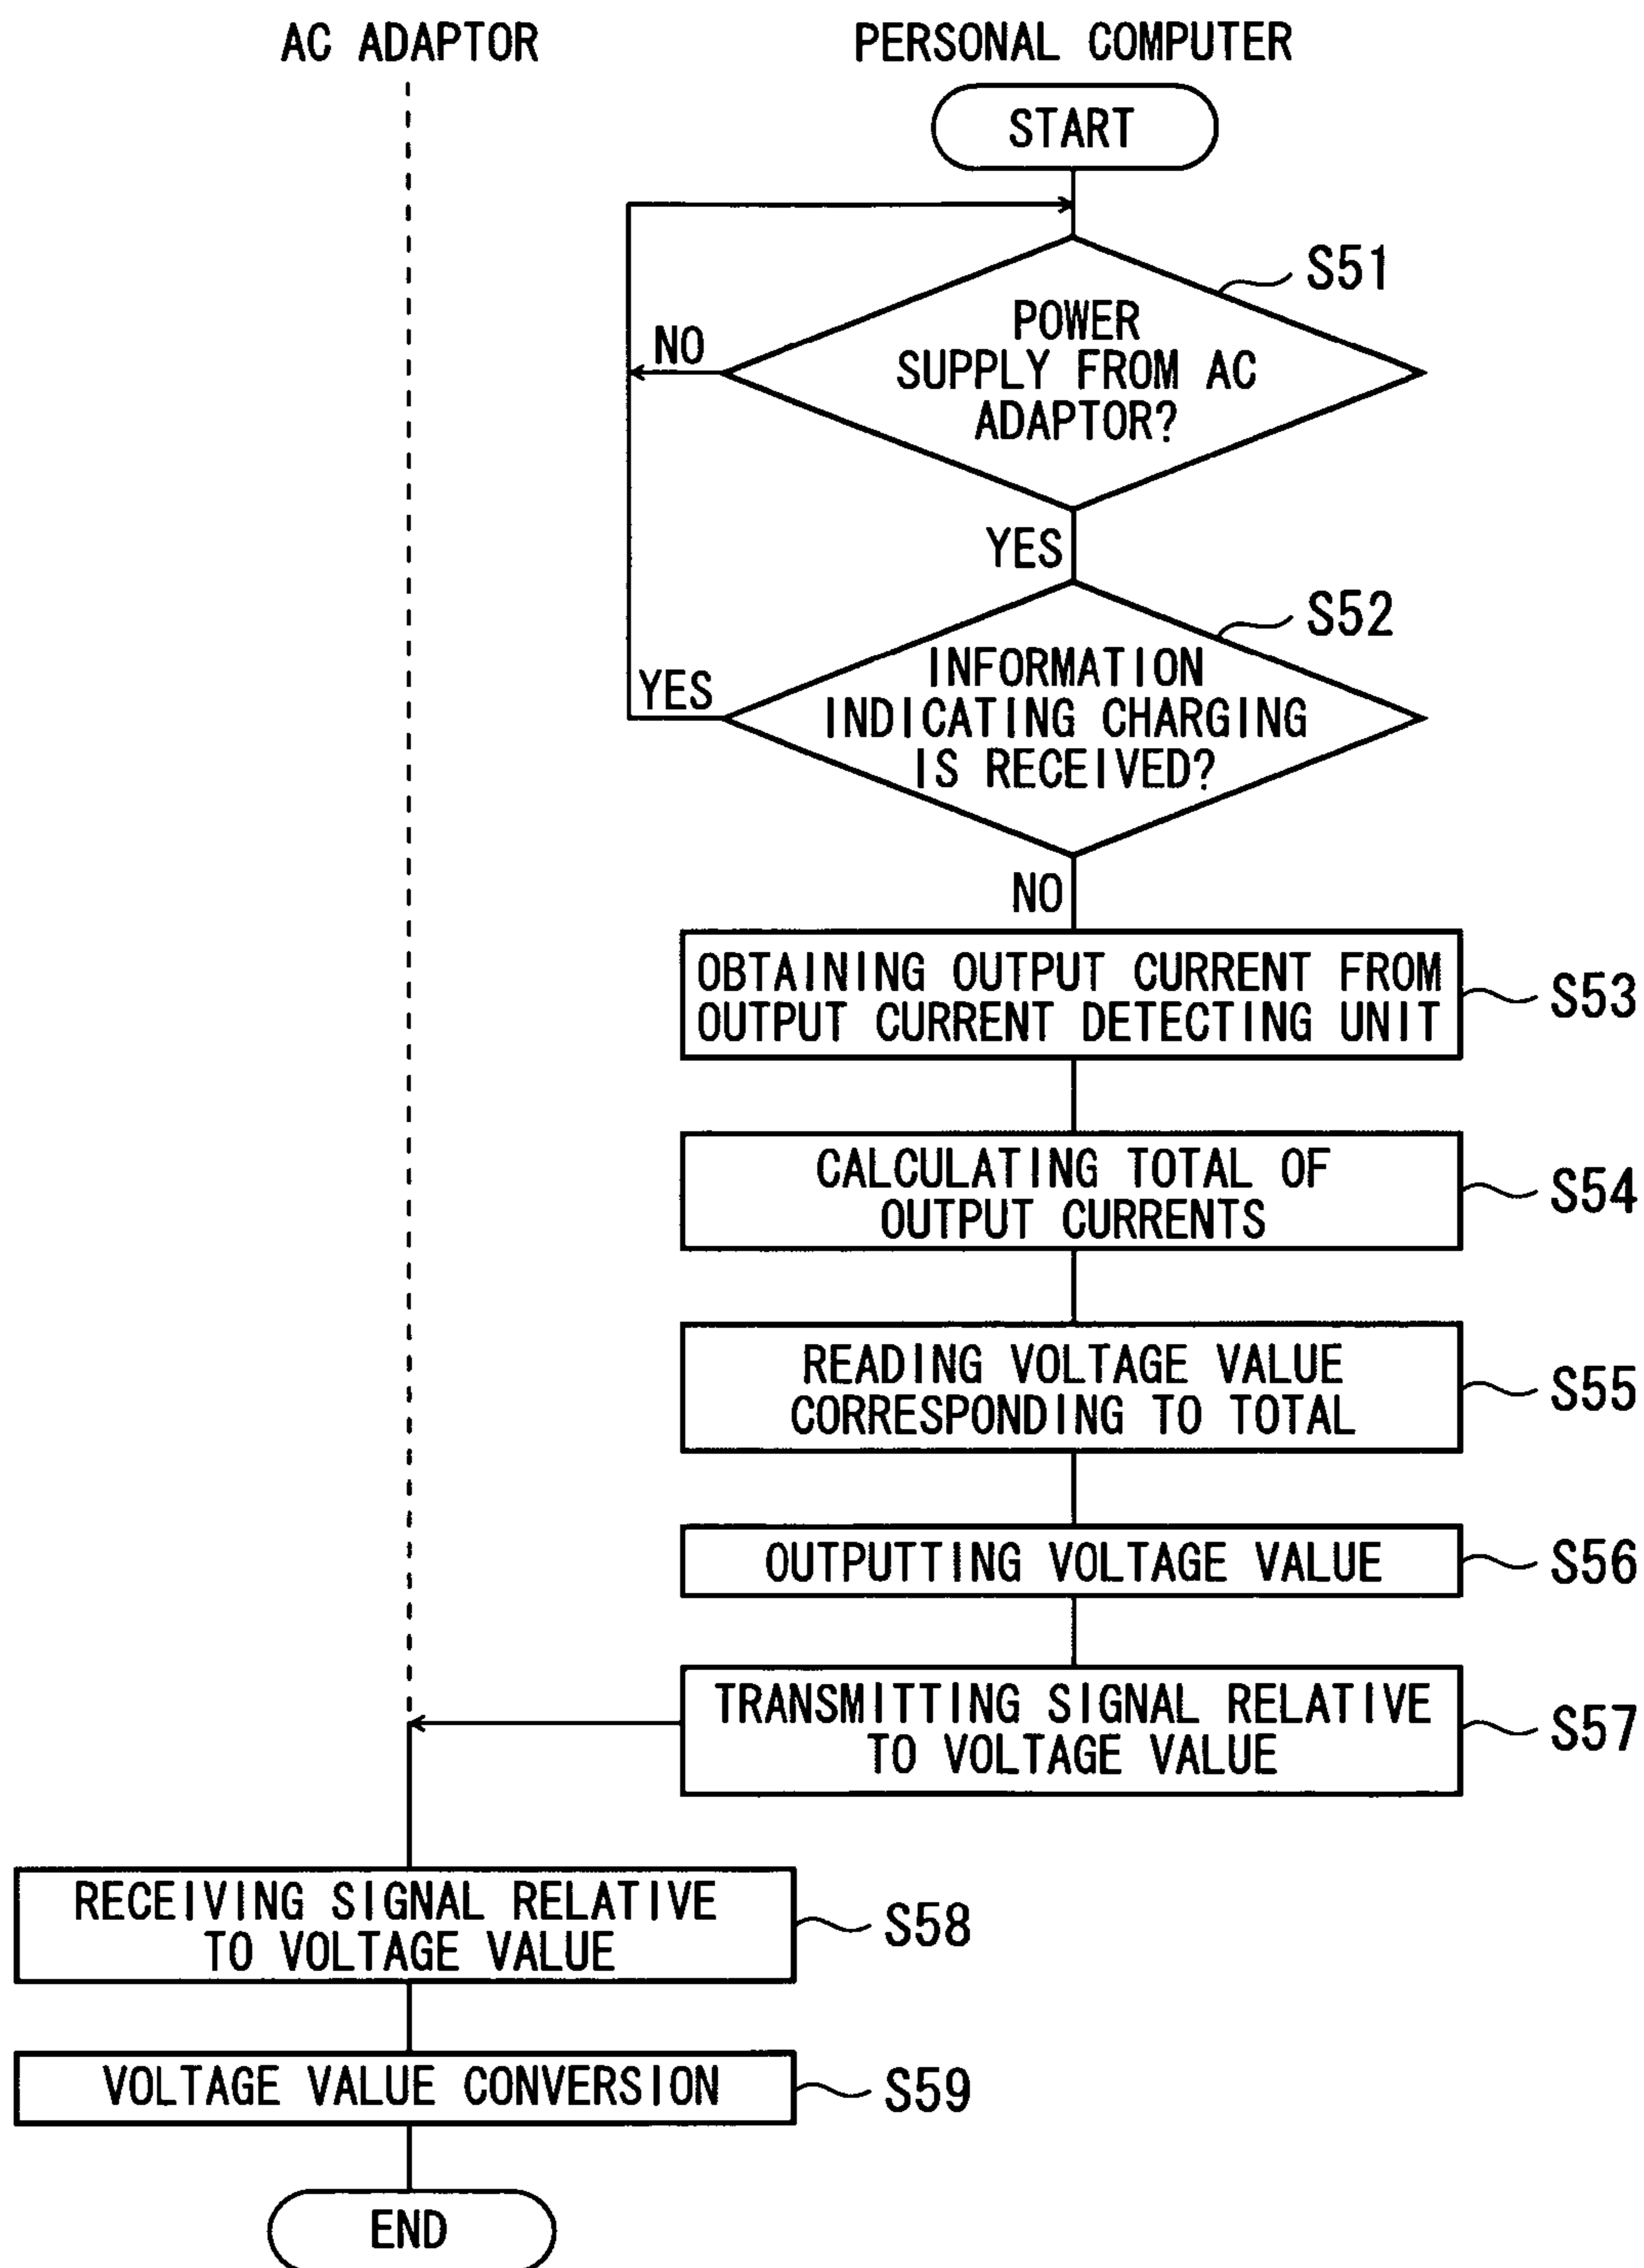 AC ADAPTOR
PERSONAL COMPUTER
START
S51
POWER
SUPPLY FROM AC
ADAPTOR?
NO
YES
S52
INFORMATION
INDICATING CHARGING
IS RECEIVED?
YES
NO
OBTAINING OUTPUT CURRENT FROM
OUTPUT CURRENT DETECTING UNIT
S53
CALCULATING TOTAL OF
OUTPUT CURRENTS
S54
READING VOLTAGE VALUE
CORRESPONDING TO TOTAL
S55
OUTPUTTING VOLTAGE VALUE
S56
TRANSMITTING SIGNAL RELATIVE
TO VOLTAGE VALUE
S57
RECEIVING SIGNAL RELATIVE
TO VOLTAGE VALUE
S58
VOLTAGE VALUE CONVERSION
S59
END